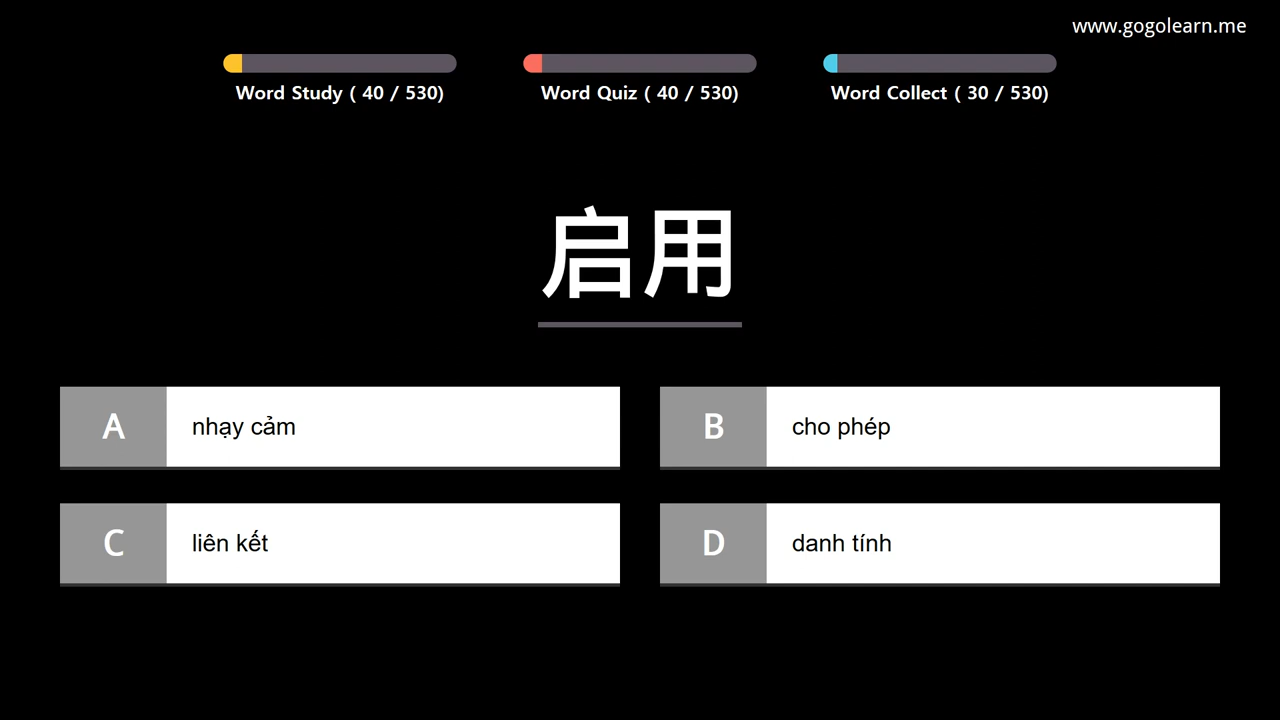 www.gogolearn.me
Word Study ( 40 / 530)
Word Quiz ( 40 / 530)
Word Collect ( 30 / 530)
启用
A nhạy cảm
B cho phép
C liên kết
D danh tính